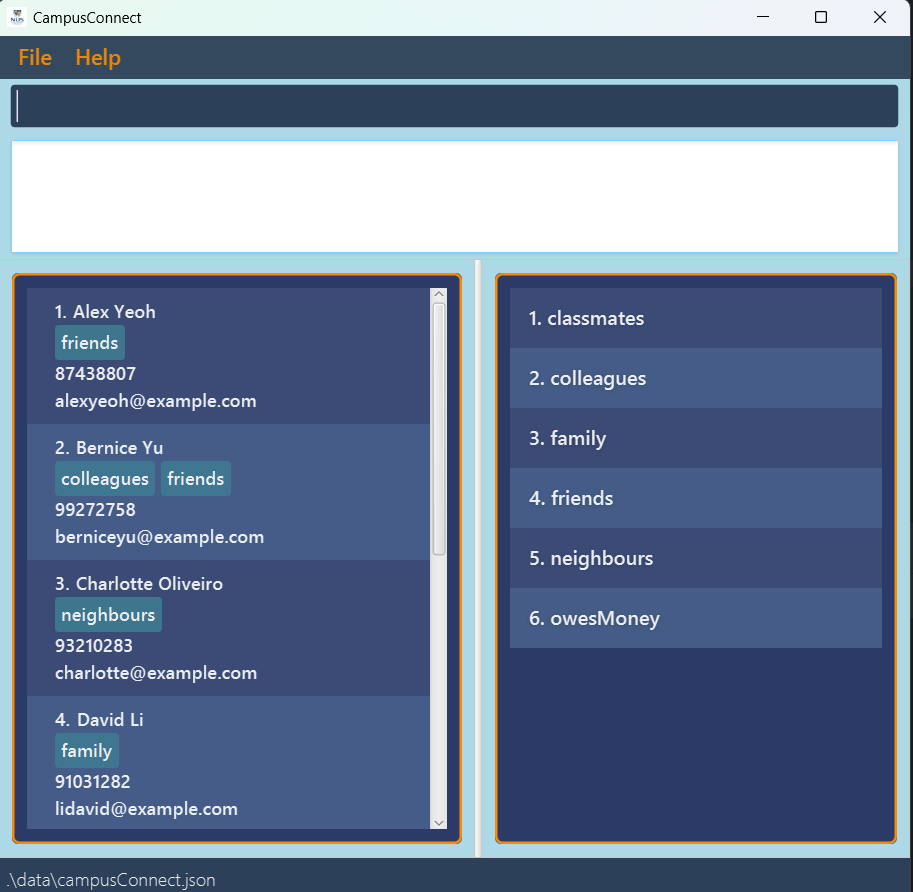 CampusConnect
File Help
1. Alex Yeoh
friends
87438807
alexyeoh@example.com
2. Bernice Yu
colleagues friends
99272758
berniceyu@example.com
3. Charlotte Oliveiro
neighbours
93210283
charlotte@example.com
4. David Li
family
91031282
lidavid@example.com
1. classmates
2. colleagues
3. family
4. friends
5. neighbours
6. owesMoney
.\data\campusConnect.json